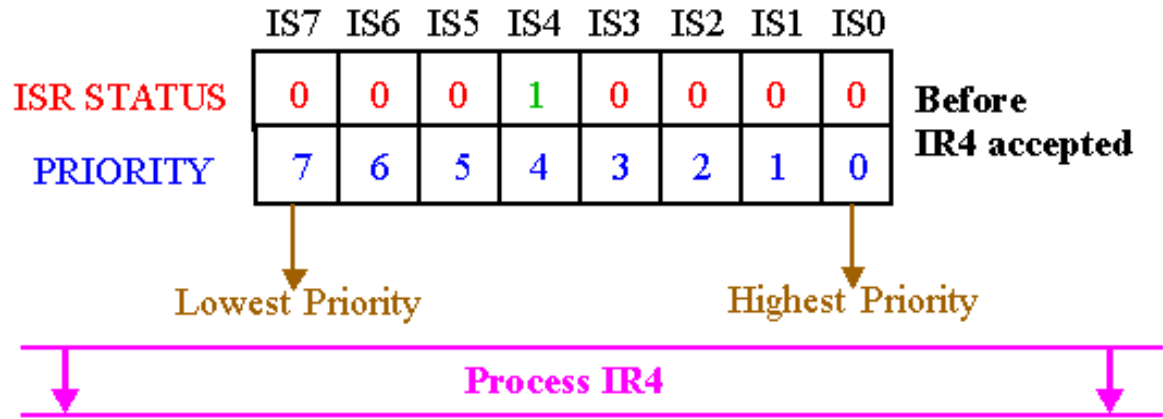 IS7 IS6 IS5 IS4 IS3 IS2 IS1 IS0
ISR STATUS 0 0 0 1 0 0 0 0 Before
IR4 accepted
PRIORITY 7 6 5 4 3 2 1 0
Lowest Priority Highest Priority
Process IR4